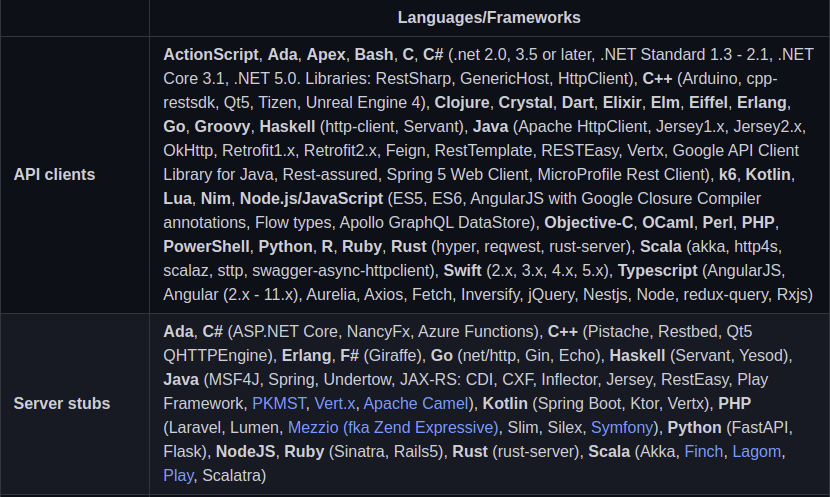 Languages/Frameworks
API clients
ActionScript, Ada, Apex, Bash, C, C# (.net 2.0, 3.5 or later, .NET Standard 1.3 - 2.1, .NET
Core 3.1, .NET 5.0. Libraries: RestSharp, GenericHost, HttpClient), C++ (Arduino, cpp-
restsdk, Qt5, Tizen, Unreal Engine 4), Clojure, Crystal, Dart, Elixir, Elm, Eiffel, Erlang,
Go, Groovy, Haskell (http-client, Servant), Java (Apache HttpClient, Jersey1.x, Jersey2.x,
OkHttp, Retrofit1.x, Retrofit2.x, Feign, RestTemplate, RESTEasy, Vertx, Google API Client
Library for Java, Rest-assured, Spring 5 Web Client, MicroProfile Rest Client), k6, Kotlin,
Lua, Nim, Node.js/JavaScript (ES5, ES6, AngularJS with Google Closure Compiler
annotations, Flow types, Apollo GraphQL DataStore), Objective-C, OCaml, Perl, PHP,
PowerShell, Python, R, Ruby, Rust (hyper, reqwest, rust-server), Scala (akka, http4s,
scalaz, sttp, swagger-async-httpclient), Swift (2.x, 3.x, 4.x, 5.x), Typescript (AngularJS,
Angular (2.x - 11.x), Aurelia, Axios, Fetch, Inversify, jQuery, Nestjs, Node, redux-query, Rxjs)
Server stubs
Ada, C# (ASP.NET Core, NancyFx, Azure Functions), C++ (Pistache, Restbed, Qt5
QHTTPEngine), Erlang, F# (Giraffe), Go (net/http, Gin, Echo), Haskell (Servant, Yesod),
Java (MSF4J, Spring, Undertow, JAX-RS: CDI, CXF, Inflector, Jersey, RestEasy, Play
Framework, PKMST, Vert.x, Apache Camel), Kotlin (Spring Boot, Ktor, Vertx), PHP
(Laravel, Lumen, Mezzio (fka Zend Expressive), Slim, Silex, Symfony), Python (FastAPI,
Flask), NodeJS, Ruby (Sinatra, Rails5), Rust (rust-server), Scala (Akka, Finch, Lagom,
Play, Scalatra)